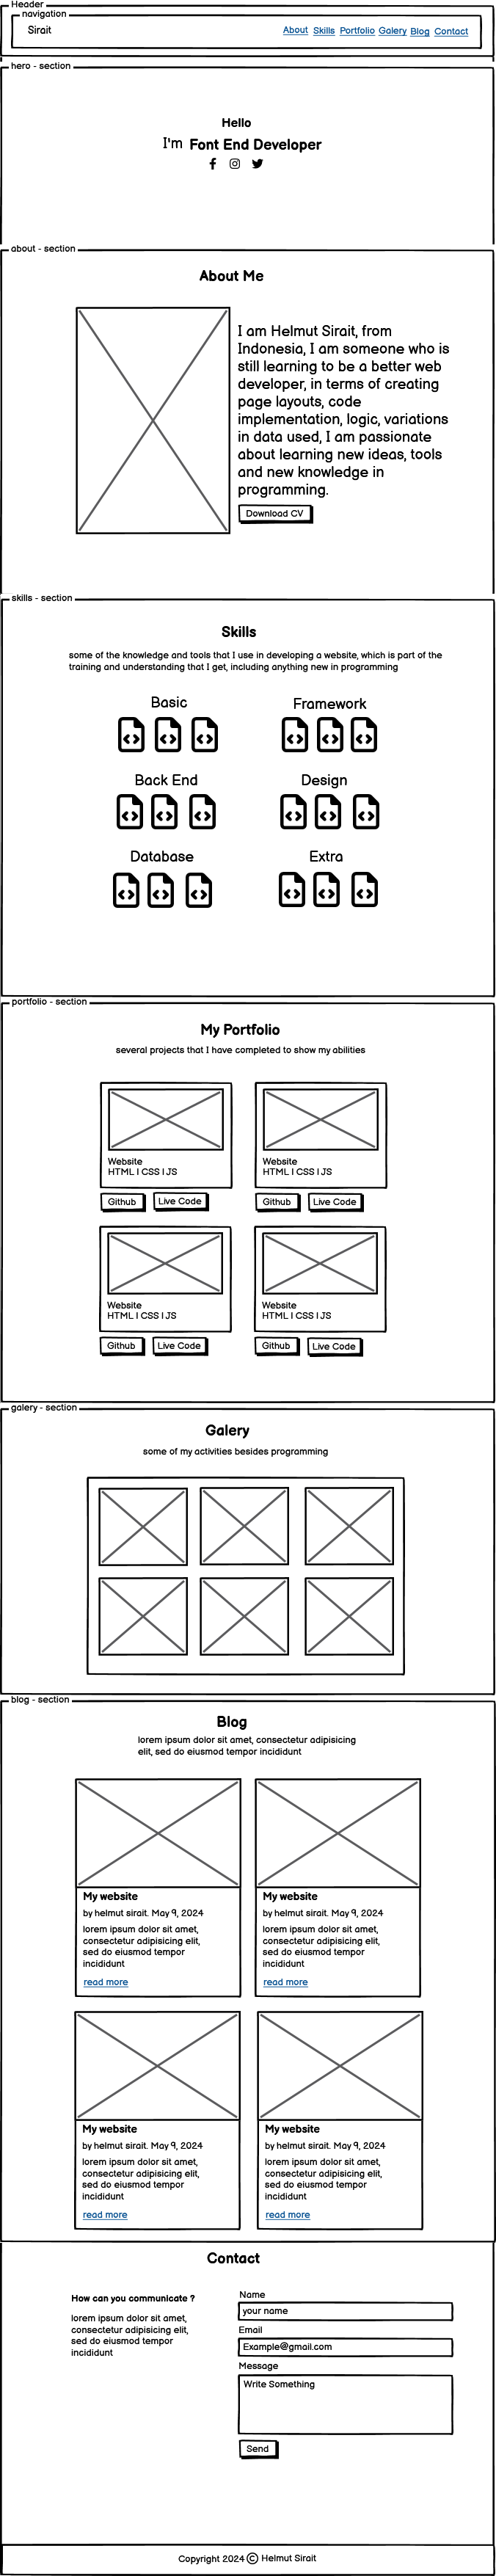 Header
navigation
Sirait
About Skills Portfolio Galery Blog Contact
hero - section
Hello
I'm Font End Developer
about - section
About Me
I am Helmut Sirait, from
Indonesia, I am someone who is
still learning to be a better web
developer, in terms of creating
page layouts, code
implementation, logic, variations
in data used, I am passionate
about learning new ideas, tools
and new knowledge in
programming.
Download CV
skills - section
Skills
some of the knowledge and tools that I use in developing a website, which is part of the
training and understanding that I get, including anything new in programming
Basic
Framework
Back End
Design
Database
Extra
portfolio - section
My Portfolio
several projects that I have completed to show my abilities
Website
HTML I CSS I JS
Github
Live Code
Website
HTML I CSS I JS
Github
Live Code
Website
HTML I CSS I JS
Github
Live Code
Website
HTML I CSS I JS
Github
Live Code
galery - section
Galery
some of my activities besides programming
blog - section
Blog
lorem ipsum dolor sit amet, consectetur adipisicing
elit, sed do eiusmod tempor incididunt
My website
by helmut sirait. May 9, 2024
lorem ipsum dolor sit amet,
consectetur adipisicing elit,
sed do eiusmod tempor
incididunt
read more
My website
by helmut sirait. May 9, 2024
lorem ipsum dolor sit amet,
consectetur adipisicing elit,
sed do eiusmod tempor
incididunt
read more
My website
by helmut sirait. May 9, 2024
lorem ipsum dolor sit amet,
consectetur adipisicing elit,
sed do eiusmod tempor
incididunt
read more
My website
by helmut sirait. May 9, 2024
lorem ipsum dolor sit amet,
consectetur adipisicing elit,
sed do eiusmod tempor
incididunt
read more
Contact
How can you communicate ?
lorem ipsum dolor sit amet,
consectetur adipisicing elit,
sed do eiusmod tempor
incididunt
Name
your name
Email
Example@gmail.com
Message
Write Something
Send
Copyright 2024 © Helmut Sirait